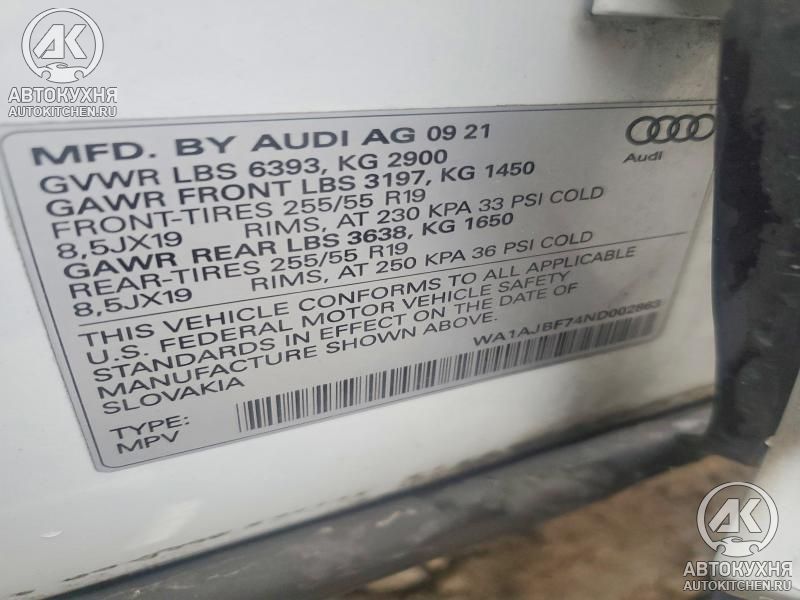 АК
АВТОКУХНЯ
AUTOKITCHEN.RU
MFD. BY AUDI AG 09 21
Audi
GVWR LBS 6393, KG 2900
GAWR FRONT LBS 3197, KG 1450
FRONT-TIRES 255/55 R19
8,5JX19 RIMS, AT 230 KPA 33 PSI COLD
GAWR REAR LBS 3638, KG 1650
REAR-TIRES 255/55 R19
8,5JX19 RIMS, AT 250 KPA 36 PSI COLD
THIS VEHICLE CONFORMS TO ALL APPLICABLE
U.S. FEDERAL MOTOR VEHICLE SAFETY
STANDARDS IN EFFECT ON THE DATE OF
MANUFACTURE SHOWN ABOVE.
SLOVAKIA
WA1AJBF74ND002863
TYPE:
MPV
АК
АВТОКУХНЯ
AUTOKITCHEN.RU